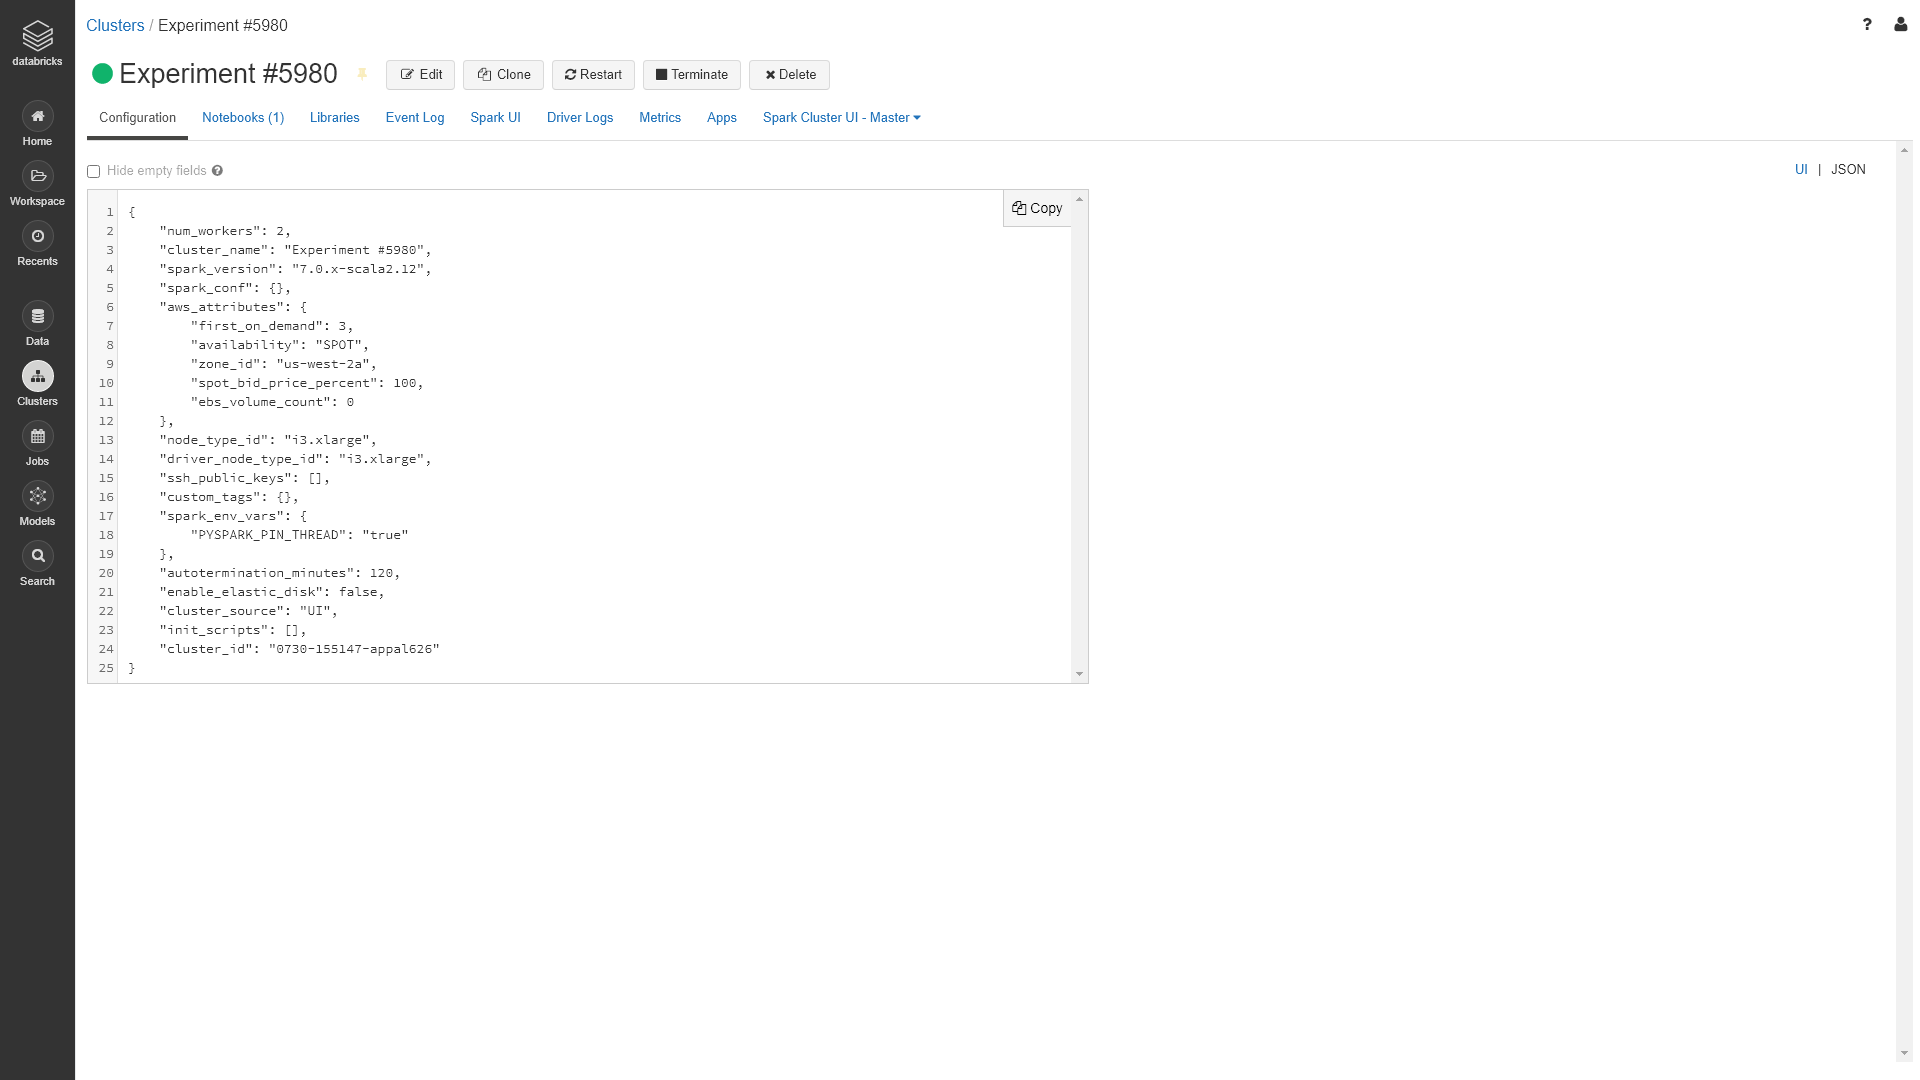 databricks
Home
Workspace
Recents
Data
Clusters
Jobs
Models
Search
Clusters / Experiment #5980
?
Experiment #5980
Edit Clone Restart Terminate Delete
Configuration Notebooks (1) Libraries Event Log Spark UI Driver Logs Metrics Apps Spark Cluster UI - Master
Hide empty fields ?
UI | JSON
Copy
1 {
2 "num_workers": 2,
3 "cluster_name": "Experiment #5980",
4 "spark_version": "7.0.x-scala2.12",
5 "spark_conf": {},
6 "aws_attributes": {
7 "first_on_demand": 3,
8 "availability": "SPOT",
9 "zone_id": "us-west-2a",
10 "spot_bid_price_percent": 100,
11 "ebs_volume_count": 0
12 },
13 "node_type_id": "i3.xlarge",
14 "driver_node_type_id": "i3.xlarge",
15 "ssh_public_keys": [],
16 "custom_tags": {},
17 "spark_env_vars": {
18 "PYSPARK_PIN_THREAD": "true"
19 },
20 "autotermination_minutes": 120,
21 "enable_elastic_disk": false,
22 "cluster_source": "UI",
23 "init_scripts": [],
24 "cluster_id": "0730-155147-appal626"
25 }